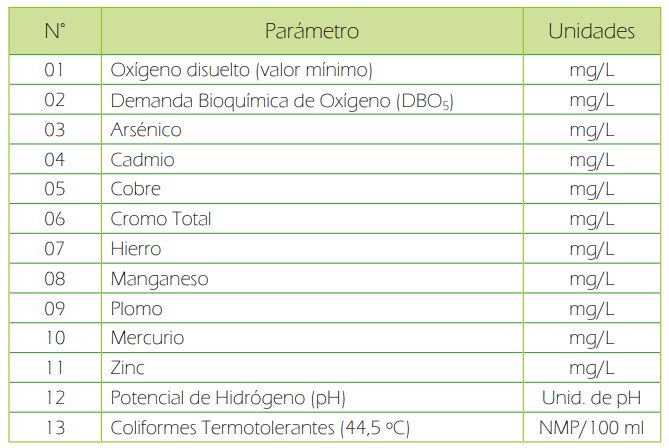 N° Parámetro Unidades
01 Oxígeno disuelto (valor mínimo) mg/L
02 Demanda Bioquímica de Oxígeno (DBO₅) mg/L
03 Arsénico mg/L
04 Cadmio mg/L
05 Cobre mg/L
06 Cromo Total mg/L
07 Hierro mg/L
08 Manganeso mg/L
09 Plomo mg/L
10 Mercurio mg/L
11 Zinc mg/L
12 Potencial de Hidrógeno (pH) Unid. de pH
13 Coliformes Termotolerantes (44,5 ºC) NMP/100 ml